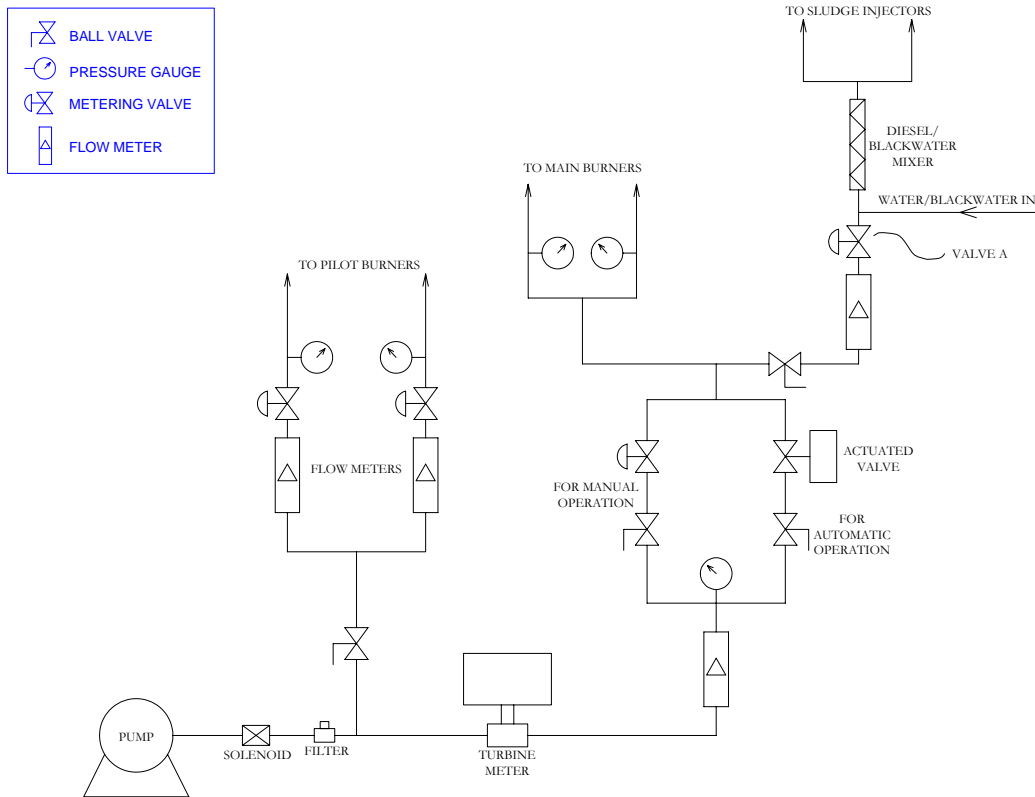 BALL VALVE
PRESSURE GAUGE
METERING VALVE
FLOW METER
TO SLUDGE INJECTORS
DIESEL/
BLACKWATER
MIXER
TO MAIN BURNERS
WATER/BLACKWATER IN
VALVE A
TO PILOT BURNERS
FLOW METERS
ACTUATED
VALVE
FOR MANUAL
OPERATION
FOR
AUTOMATIC
OPERATION
PUMP
SOLENOID
FILTER
TURBINE
METER